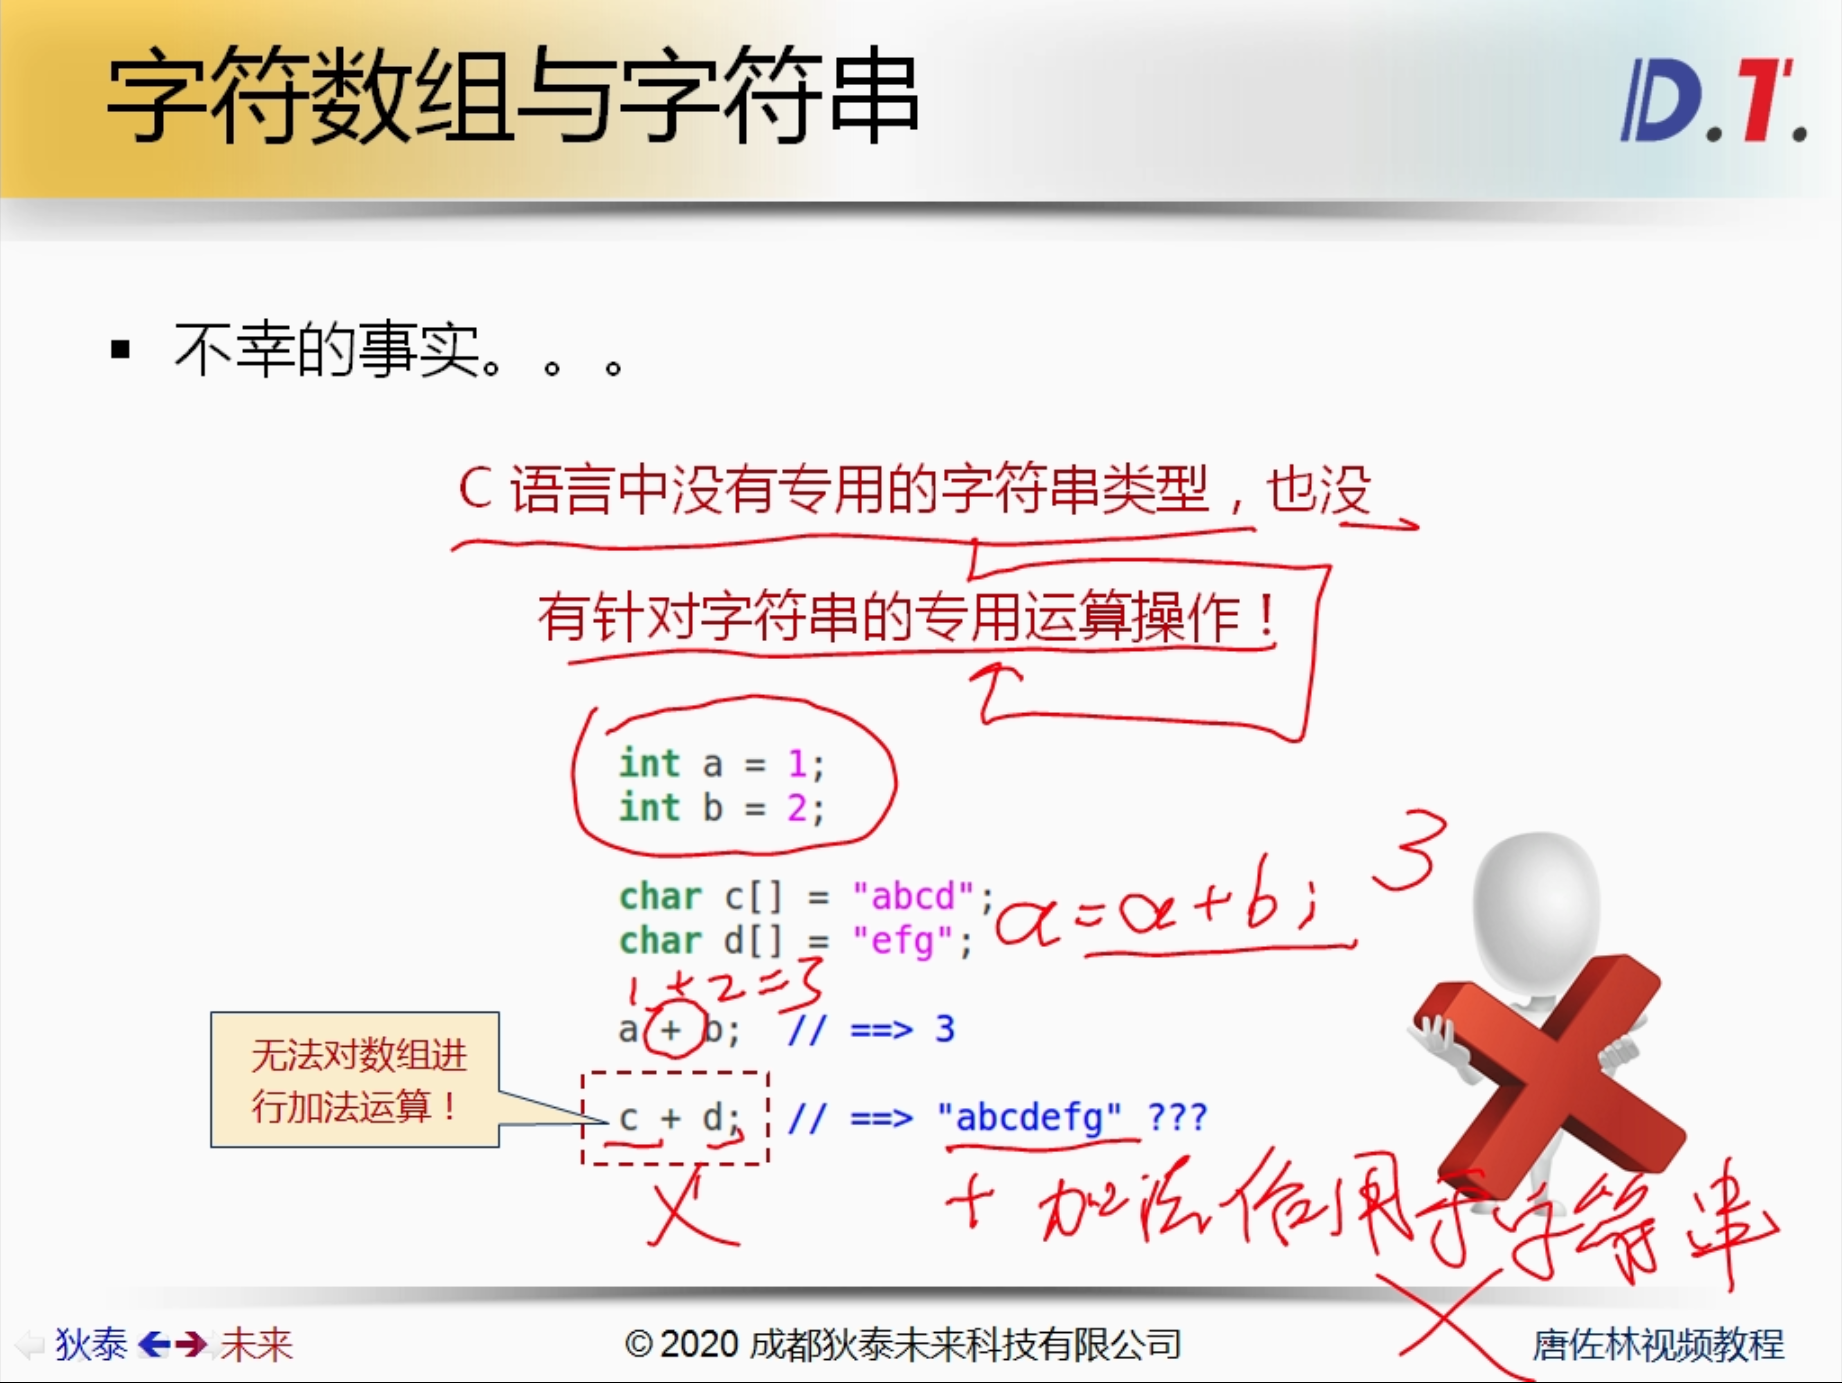 字符数组与字符串
D.T.
不幸的事实。。。
C 语言中没有专用的字符串类型，也没
有针对字符串的专用运算操作！
int a = 1;
int b = 2;
3
char c[] = "abcd";
a=a+b;
char d[] = "efg";
1+2=3
a + b;  // ==> 3
无法对数组进
行加法运算！
c + d;  // ==> "abcdefg" ???
+ 加法 用于字符串
狄泰 未来
© 2020 成都狄泰未来科技有限公司
唐佐林视频教程